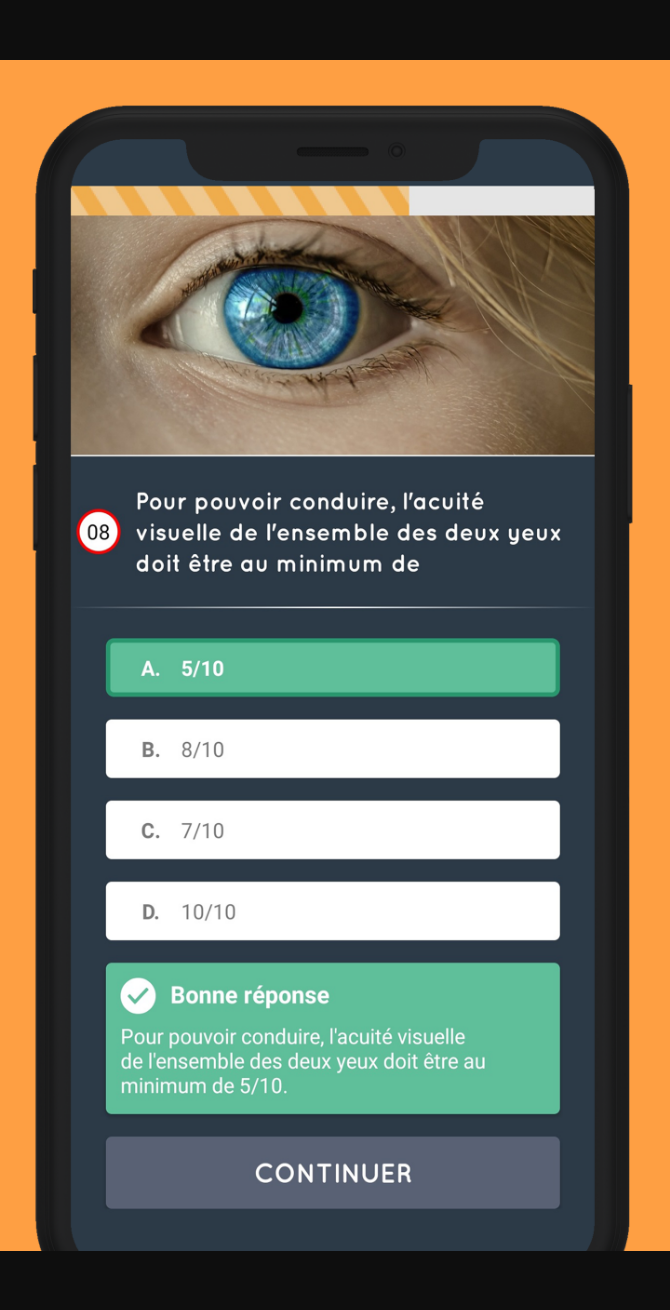 08
Pour pouvoir conduire, l'acuité
visuelle de l'ensemble des deux yeux
doit être au minimum de
A. 5/10
B. 8/10
C. 7/10
D. 10/10
Bonne réponse
Pour pouvoir conduire, l'acuité visuelle
de l'ensemble des deux yeux doit être au
minimum de 5/10.
CONTINUER